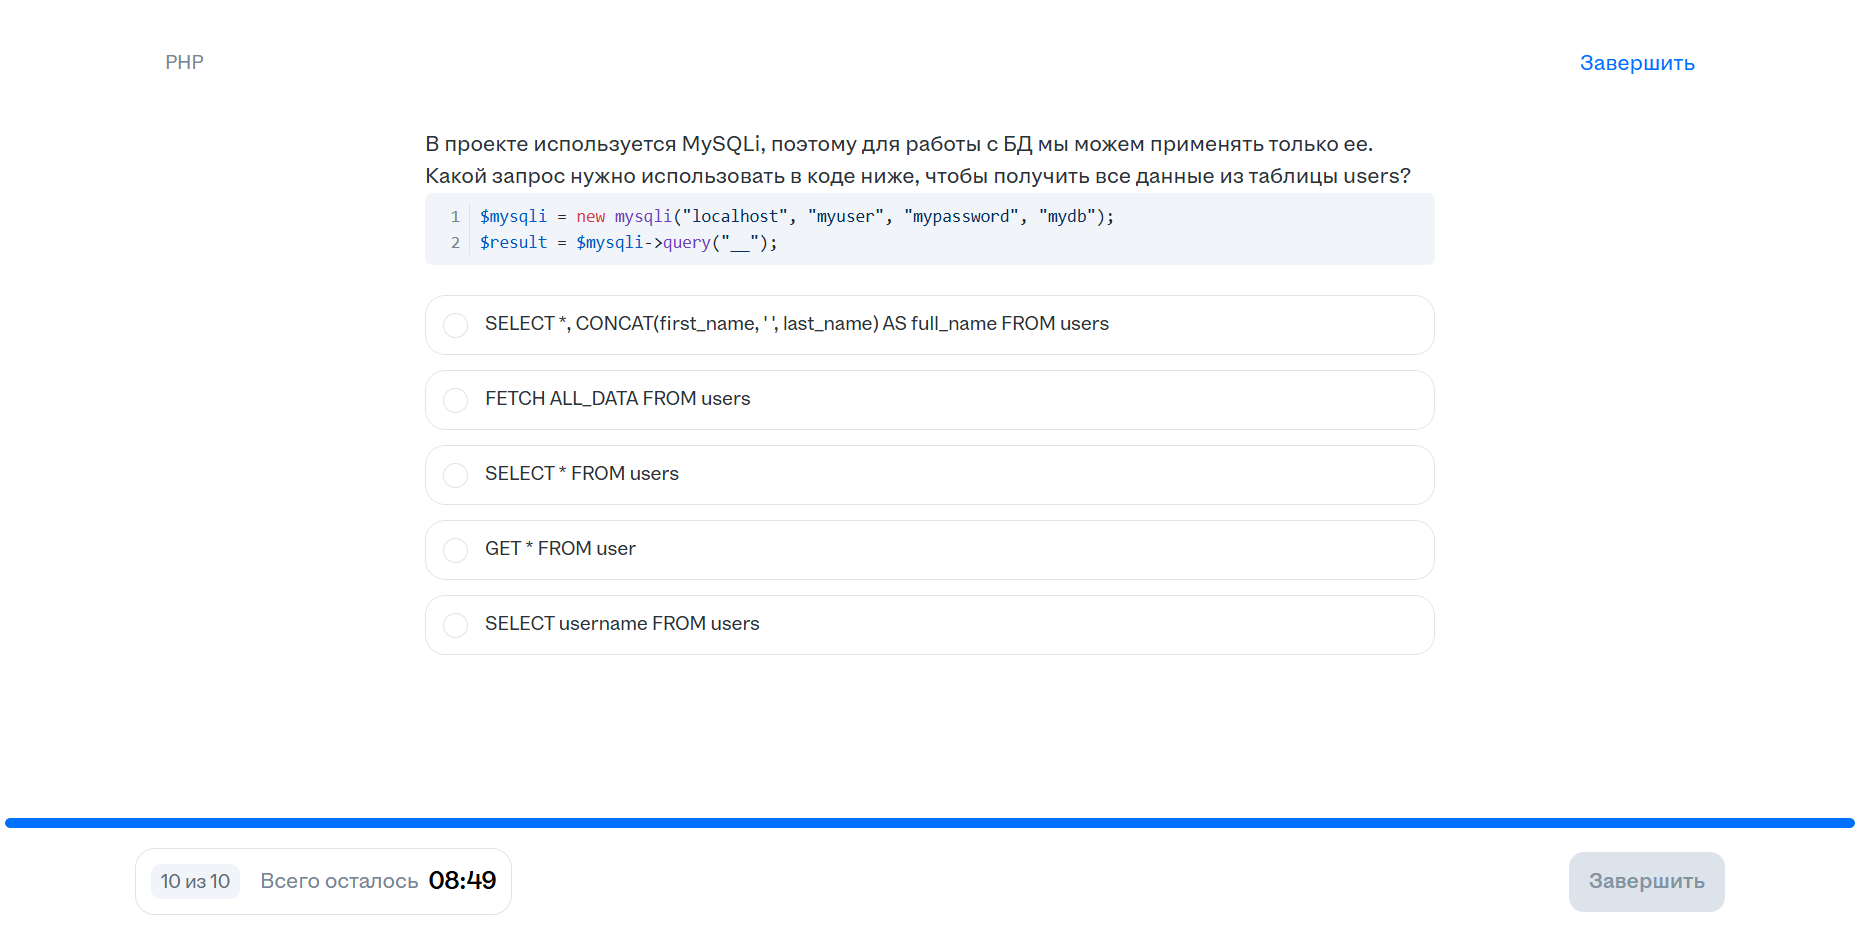 PHP
Завершить
В проекте используется MySQLi, поэтому для работы с БД мы можем применять только ее.
Какой запрос нужно использовать в коде ниже, чтобы получить все данные из таблицы users?
1 $mysqli = new mysqli("localhost", "myuser", "mypassword", "mydb");
2 $result = $mysqli->query("__");
SELECT *, CONCAT(first_name, ' ', last_name) AS full_name FROM users
FETCH ALL_DATA FROM users
SELECT * FROM users
GET * FROM user
SELECT username FROM users
10 из 10 Всего осталось 08:49
Завершить